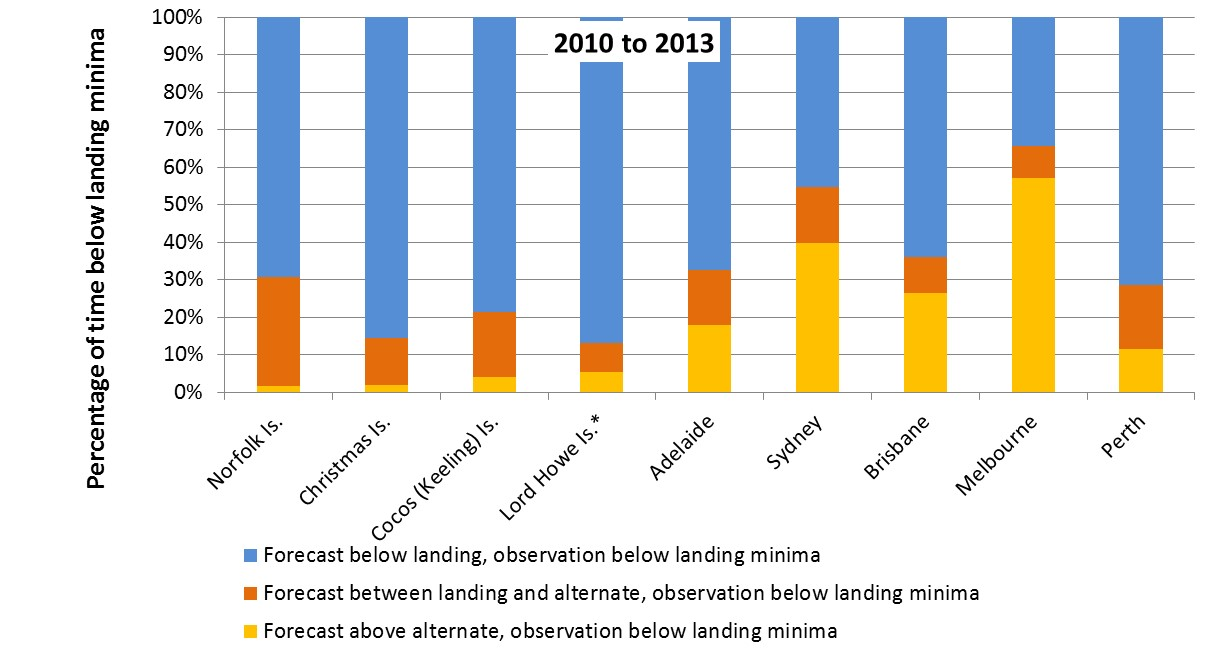 2010 to 2013
Percentage of time below landing minima
100%
90%
80%
70%
60%
50%
40%
30%
20%
10%
0%
Norfolk Is.
Christmas Is.
Cocos (Keeling) Is.
Lord Howe Is.*
Adelaide
Sydney
Brisbane
Melbourne
Perth
Forecast below landing, observation below landing minima
Forecast between landing and alternate, observation below landing minima
Forecast above alternate, observation below landing minima